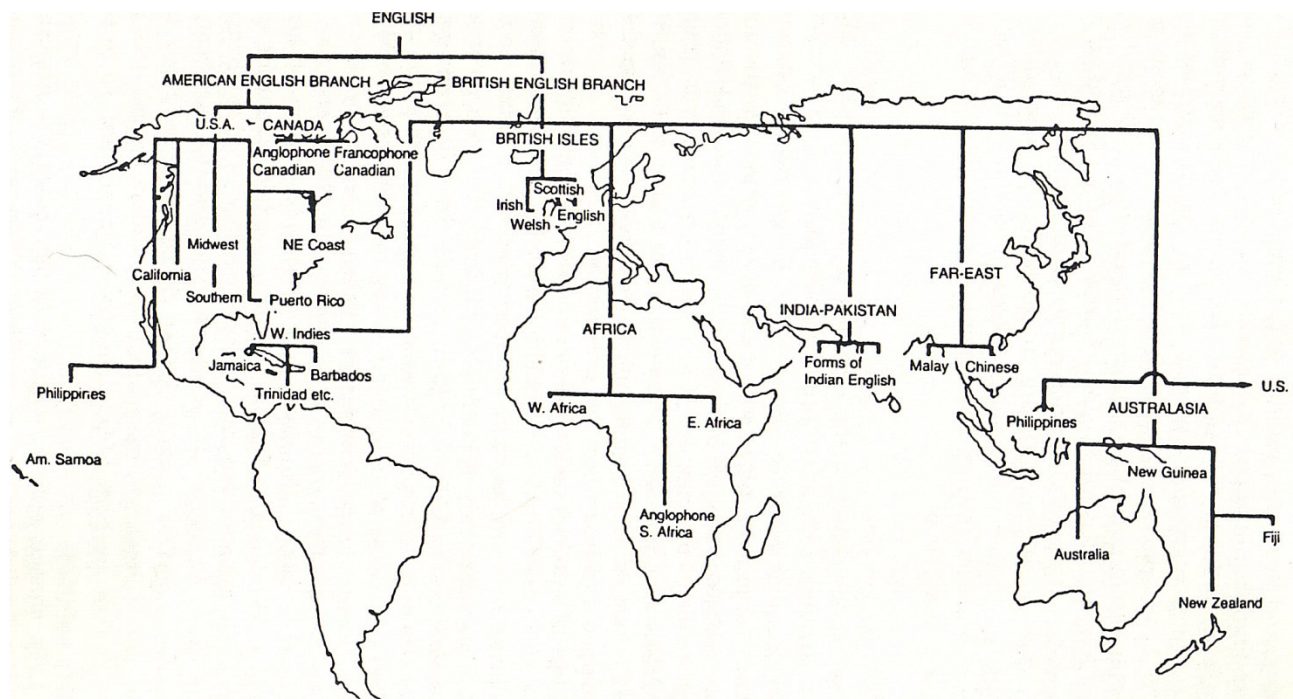 ENGLISH
AMERICAN ENGLISH BRANCH
BRITISH ENGLISH BRANCH
U.S.A.
CANADA
BRITISH ISLES
Anglophone
Canadian
Francophone
Canadian
Scottish
Irish
English
Welsh
Midwest
NE Coast
California
FAR-EAST
Southern
Puerto Rico
INDIA-PAKISTAN
W. Indies
AFRICA
Jamaica
Barbados
Forms of
Indian English
Malay
Chinese
Philippines
Trinidad etc.
U.S.
W. Africa
E. Africa
Philippines
AUSTRALASIA
Am. Samoa
New Guinea
Anglophone
S. Africa
Fiji
Australia
New Zealand